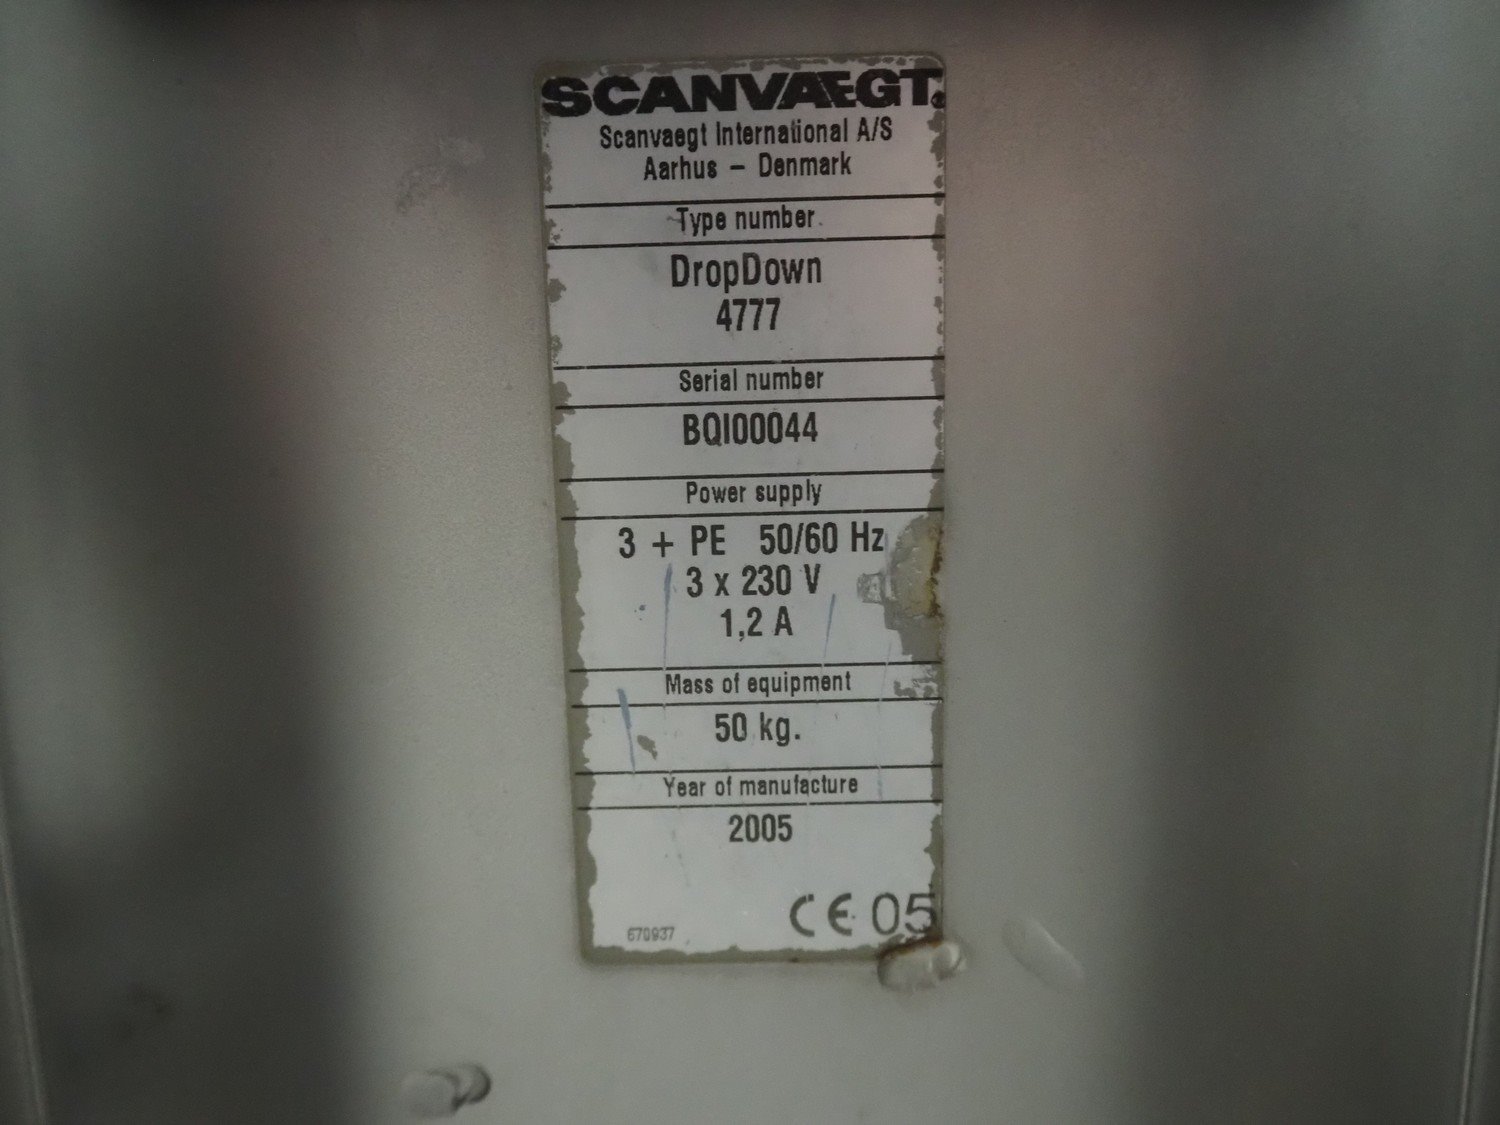 SCANVAEGT.
Scanvaegt International A/S
Aarhus – Denmark
Type number
DropDown
4777
Serial number
BQI00044
Power supply
3 + PE 50/60 Hz
3 x 230 V
1,2 A
Mass of equipment
50 kg.
Year of manufacture
2005
CE 05
670937